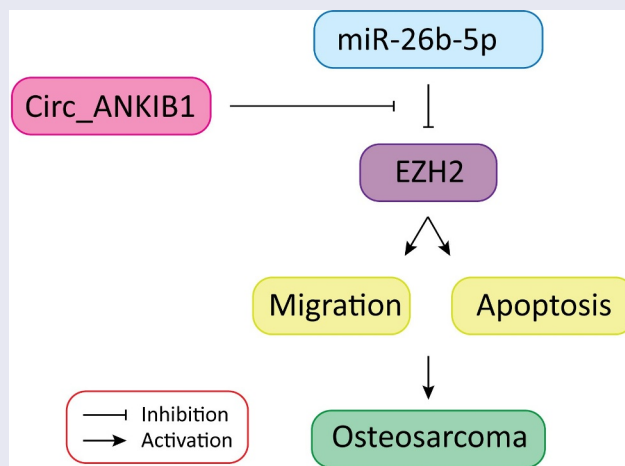 miR-26b-5p
Circ_ANKIB1
EZH2
Migration
Apoptosis
Inhibition
Activation
Osteosarcoma